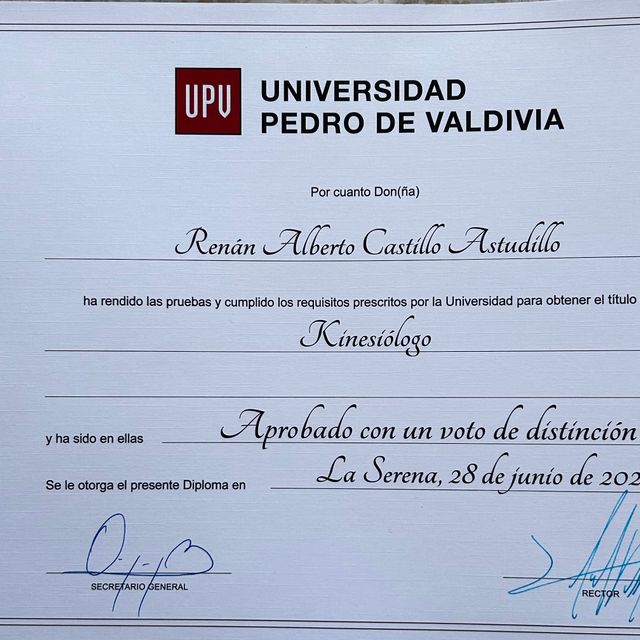 UPV
UNIVERSIDAD
PEDRO DE VALDIVIA
Por cuanto Don(ña)
Renán Alberto Castillo Astudillo
ha rendido las pruebas y cumplido los requisitos prescritos por la Universidad para obtener el título
Kinesiólogo
y ha sido en ellas Aprobado con un voto de distinción
Se le otorga el presente Diploma en La Serena, 28 de junio de 202
SECRETARIO GENERAL
RECTOR